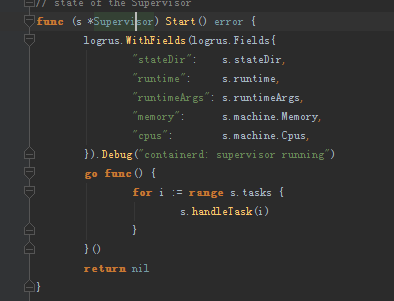 // state of the Supervisor
func (s *Supervisor) Start() error {
logrus.WithFields(logrus.Fields{
"stateDir": s.stateDir,
"runtime": s.runtime,
"runtimeArgs": s.runtimeArgs,
"memory": s.machine.Memory,
"cpus": s.machine.Cpus,
}).Debug("containerd: supervisor running")
go func() {
for i := range s.tasks {
s.handleTask(i)
}
}()
return nil
}